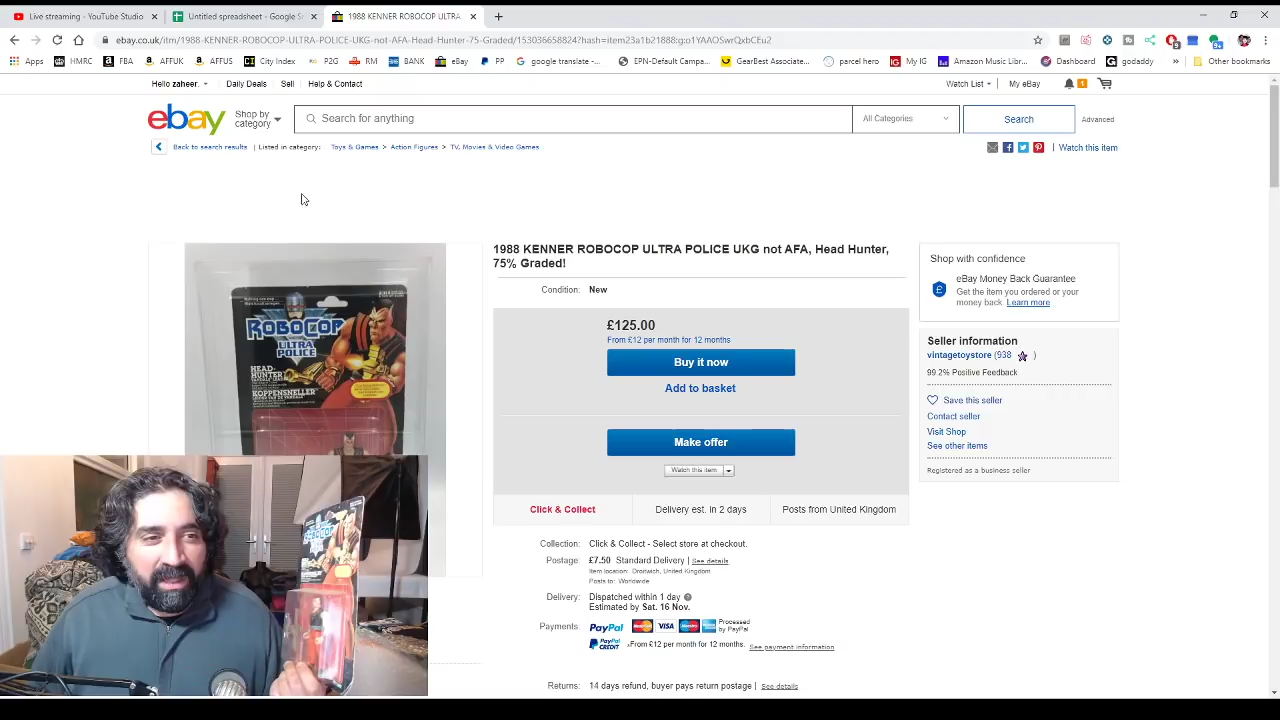 Live streaming - YouTube Studio
Untitled spreadsheet - Google S
1988 KENNER ROBOCOP ULTRA
ebay.co.uk/itm/1988-KENNER-ROBOCOP-ULTRA-POLICE-UKG-not-AFA-Head-Hunter-75-Graded/153036658824?hash=item23a1b21888:g:o1YAAOSwrQxbCEu2
Apps HMRC FBA AFFUK AFFUS City Index P2G RM BANK eBay PP google translate -... EPN-Default Campa... GearBest Associate... parcel hero My IG Amazon Music Libr... Dashboard godaddy » Other bookmarks
Hello zaheer. Daily Deals Sell Help & Contact Watch List My eBay 1
ebay Shop by category Search for anything All Categories Search Advanced
Back to search results | Listed in category: Toys & Games > Action Figures > TV, Movies & Video Games | Watch this item
1988 KENNER ROBOCOP ULTRA POLICE UKG not AFA, Head Hunter,
75% Graded!
Condition: New
£125.00
From £12 per month for 12 months
Buy it now
Add to basket
Make offer
Watch this item
Click & Collect Delivery est. in 2 days Posts from United Kingdom
Collection: Click & Collect - Select store at checkout.
Postage: £7.50 Standard Delivery | See details
Item location: Droitwich, United Kingdom
Posts to: Worldwide
Delivery: Dispatched within 1 day
Estimated by Sat. 16 Nov.
Payments: PayPal MasterCard VISA Maestro Processed by PayPal
PayPal CREDIT From £12 per month for 12 months. See payment information
Returns: 14 days refund, buyer pays return postage | See details
Shop with confidence
eBay Money Back Guarantee
Get the item you ordered or your
money back. Learn more
Seller information
vintagetoystore (938 )
99.2% Positive Feedback
Save this seller
Contact seller
Visit Shop
See other items
Registered as a business seller
ROBOCOP
ULTRA
POLICE
HEAD-
HUNTER
KOPPENSNELLER
ROBOCOP